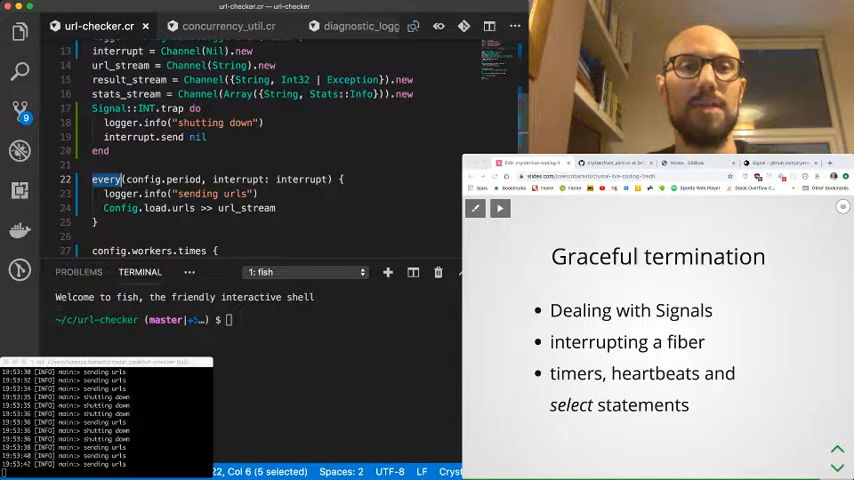 url-checker.cr — url-checker
url-checker.cr
concurrency_util.cr
diagnostic_logg
13 interrupt = Channel(Nil).new
14 url_stream = Channel(String).new
15 result_stream = Channel({String, Int32 | Exception}).new
16 stats_stream = Channel(Array({String, Stats::Info})).new
17 Signal::INT.trap do
18 logger.info("shutting down")
19 interrupt.send nil
20 end
21
22 every(config.period, interrupt: interrupt) {
23 logger.info("sending urls")
24 Config.load.urls >> url_stream
25 }
26
27 config.workers.times {
9
PROBLEMS TERMINAL ••• 1: fish
Welcome to fish, the friendly interactive shell
~/c/url-checker (master|+5…) $
19:53:30 [INFO] main:> sending urls
19:53:32 [INFO] main:> sending urls
19:53:34 [INFO] main:> sending urls
19:53:35 [INFO] main:> shutting down
19:53:35 [INFO] main:> shutting down
19:53:36 [INFO] main:> shutting down
19:53:36 [INFO] main:> sending urls
19:53:36 [INFO] main:> shutting down
19:53:36 [INFO] main:> shutting down
19:53:38 [INFO] main:> sending urls
19:53:40 [INFO] main:> sending urls
19:53:42 [INFO] main:> sending urls
22, Col 6 (5 selected) Spaces: 2 UTF-8 LF Cryst
Spotify Web Player
Stack Overflow C
Other Bookmarks
Graceful termination
• Dealing with Signals
• interrupting a fiber
• timers, heartbeats and
select statements